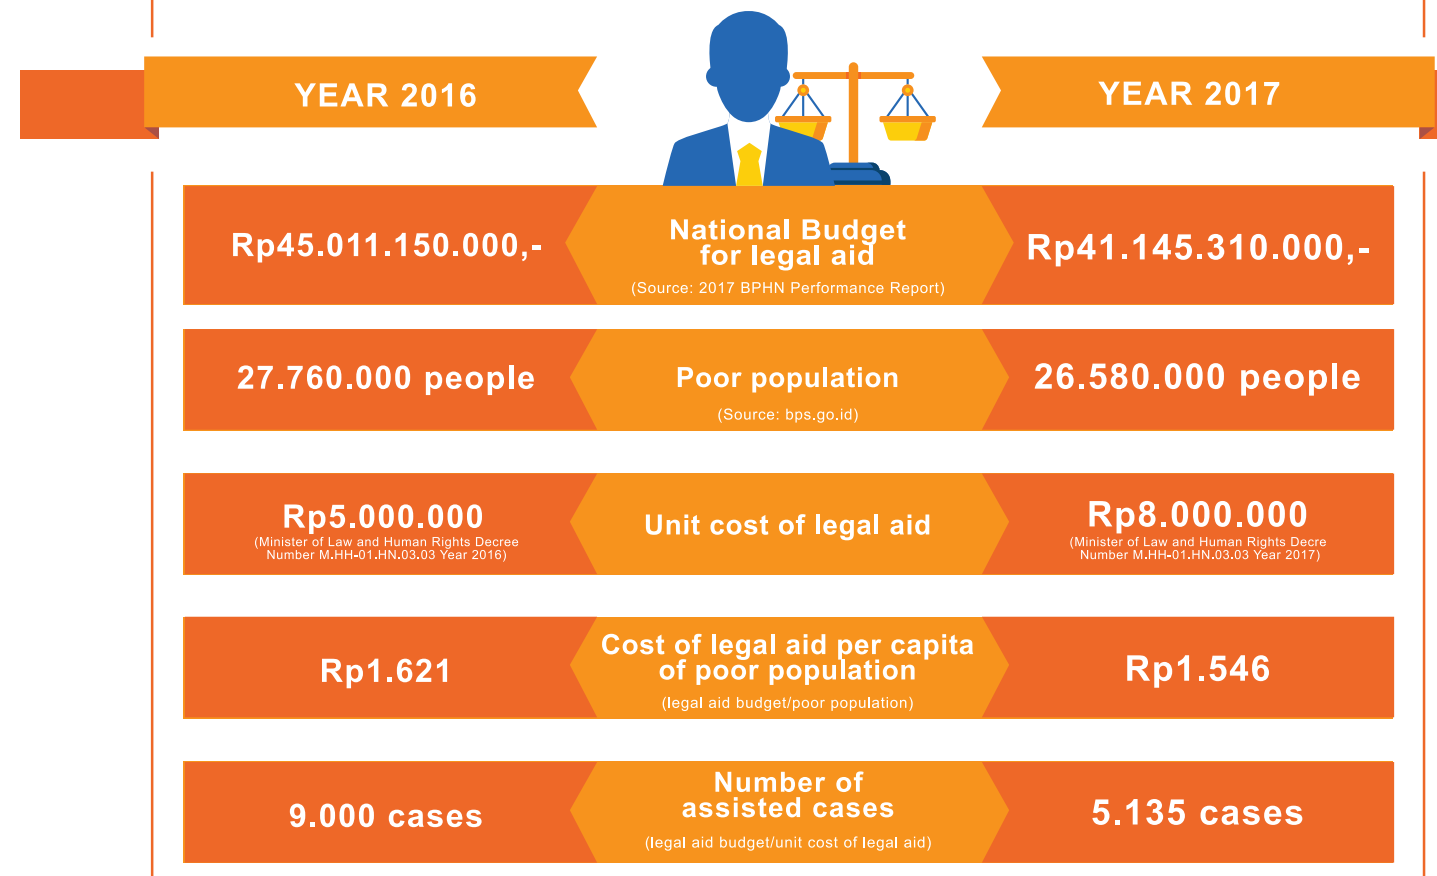 YEAR 2016
YEAR 2017
Rp45.011.150.000,-
National Budget
for legal aid
(Source: 2017 BPHN Performance Report)
Rp41.145.310.000,-
27.760.000 people
Poor population
(Source: bps.go.id)
26.580.000 people
Rp5.000.000
(Minister of Law and Human Rights Decree
Number M.HH-01.HN.03.03 Year 2016)
Unit cost of legal aid
Rp8.000.000
(Minister of Law and Human Rights Decre
Number M.HH-01.HN.03.03 Year 2017)
Rp1.621
Cost of legal aid per capita
of poor population
(legal aid budget/poor population)
Rp1.546
9.000 cases
Number of
assisted cases
(legal aid budget/unit cost of legal aid)
5.135 cases